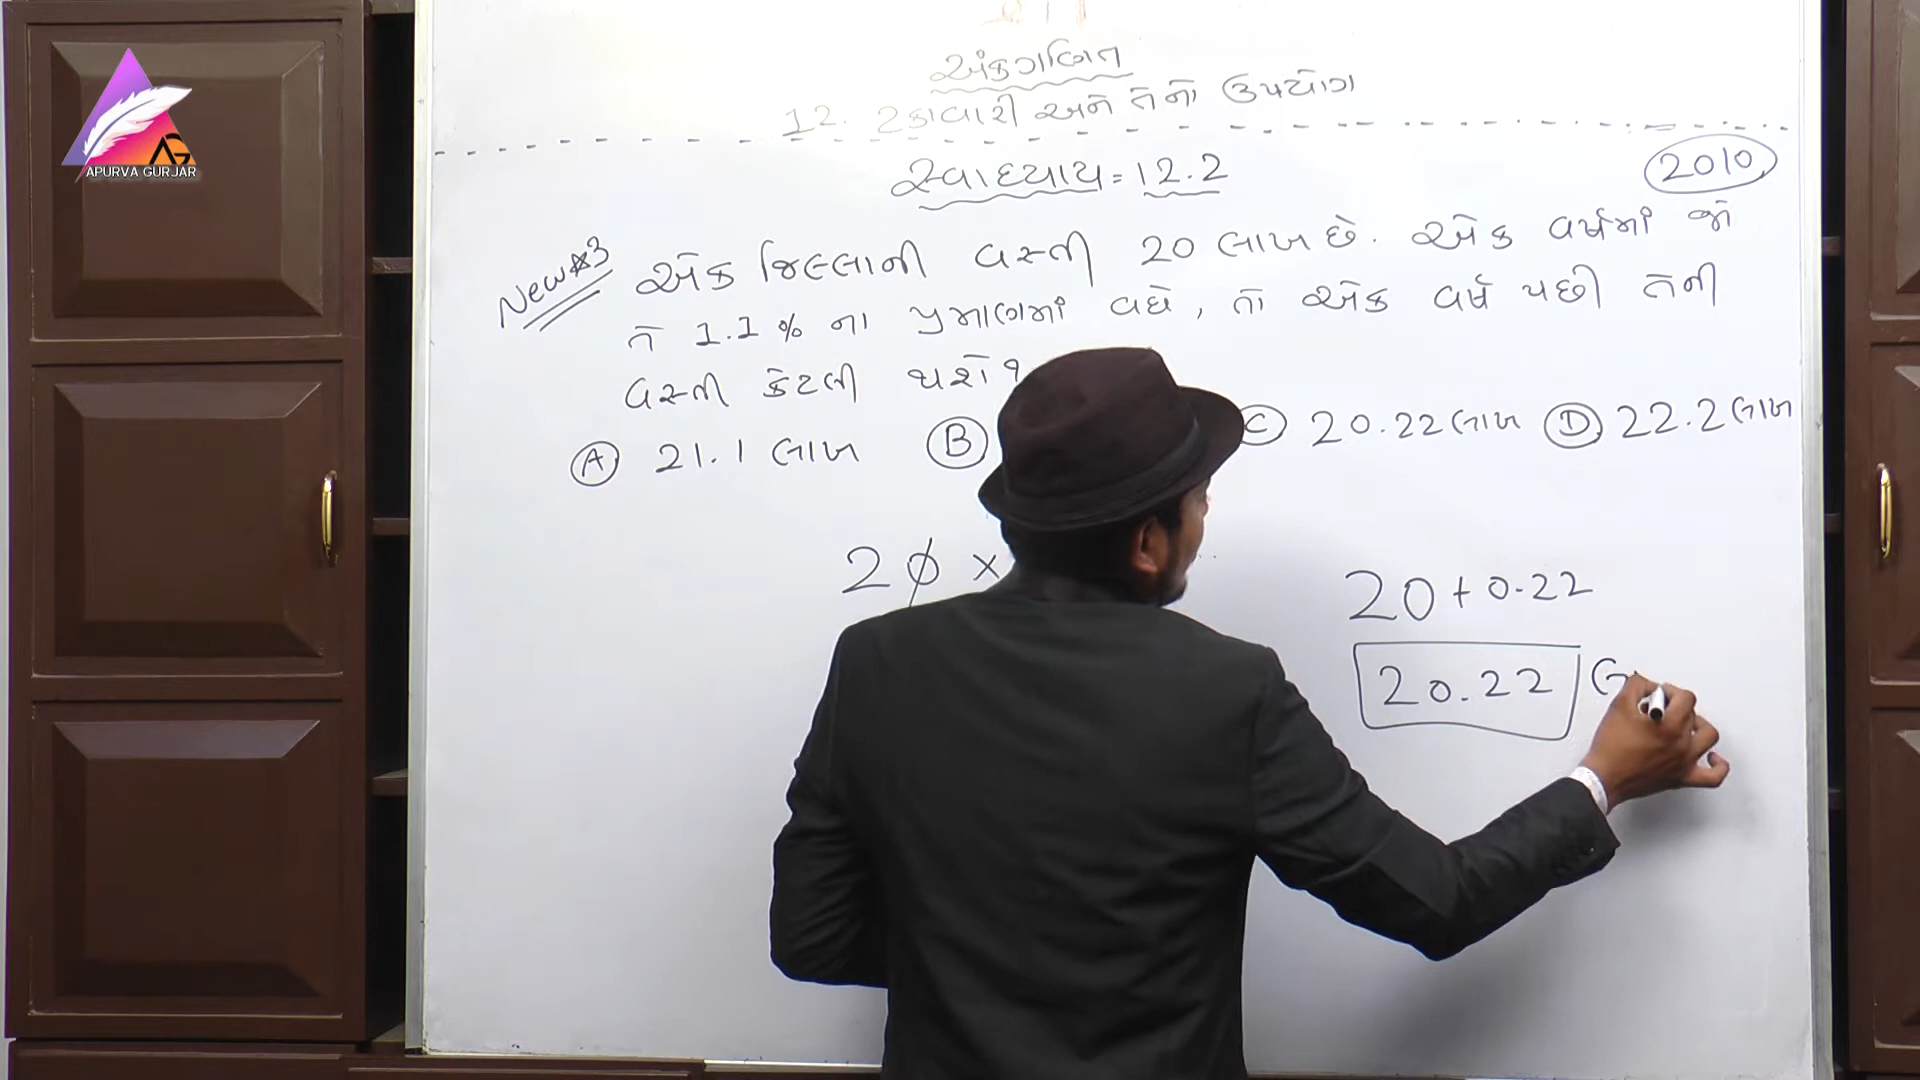 APURVA GURJAR
અંકગણિત
12. ટકાવારી અને તેનો ઉપયોગ
સ્વાધ્યાય = 12.2
2010
New*3 એક જિલ્લાની વસ્તી 20 લાખ છે. એક વર્ષમાં જો
તે 1.1% ના પ્રમાણમાં વધે, તો એક વર્ષ પછી તેની
વસ્તી કેટલી થશે?
A 21.1 લાખ B C 20.22 લાખ D 22.2 લાખ
20 ×
20 + 0.22
20.22